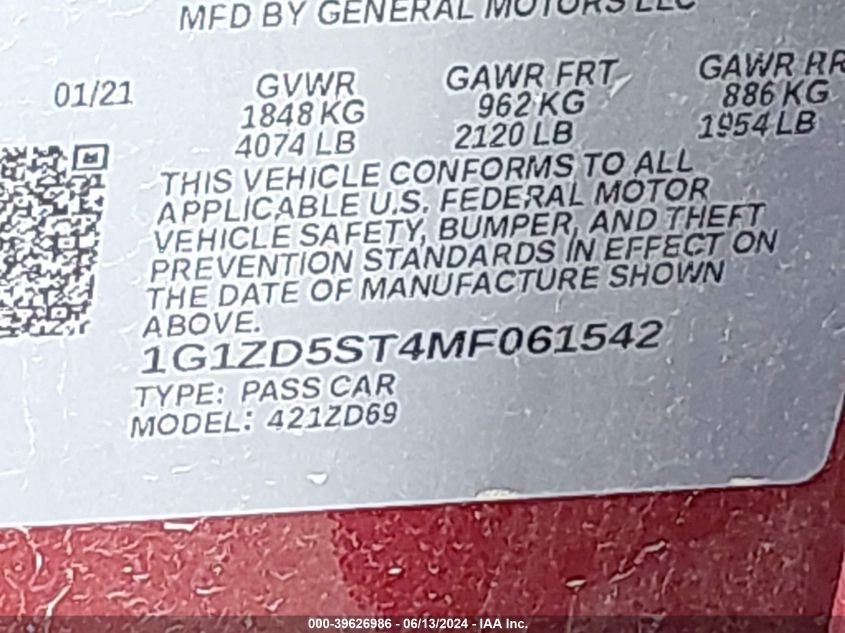 MFD BY GENERAL MOTORS LLC
01/21 GVWR GAWR FRT GAWR RR
1848 KG 962 KG 886 KG
4074 LB 2120 LB 1954 LB
THIS VEHICLE CONFORMS TO ALL
APPLICABLE U.S. FEDERAL MOTOR
VEHICLE SAFETY, BUMPER, AND THEFT
PREVENTION STANDARDS IN EFFECT ON
THE DATE OF MANUFACTURE SHOWN
ABOVE.
1G1ZD5ST4MF061542
TYPE: PASS CAR
MODEL: 421ZD69
000-39626986 - 06/13/2024 - IAA Inc.